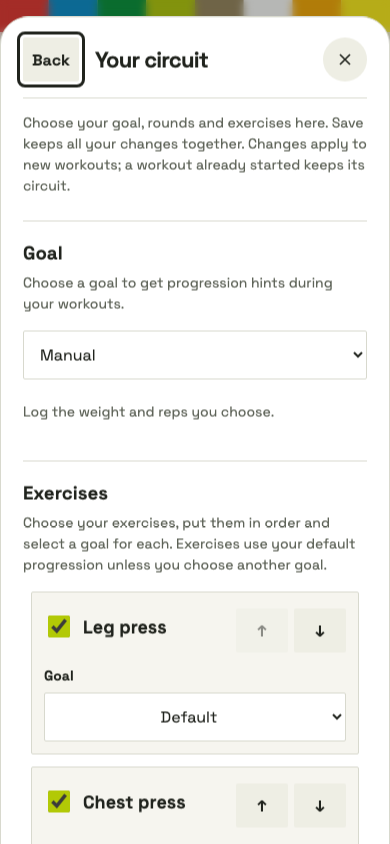 Back
Your circuit
Choose your goal, rounds and exercises here. Save
keeps all your changes together. Changes apply to
new workouts; a workout already started keeps its
circuit.
Goal
Choose a goal to get progression hints during
your workouts.
Manual
Log the weight and reps you choose.
Exercises
Choose your exercises, put them in order and
select a goal for each. Exercises use your default
progression unless you choose another goal.
Leg press
Goal
Default
Chest press